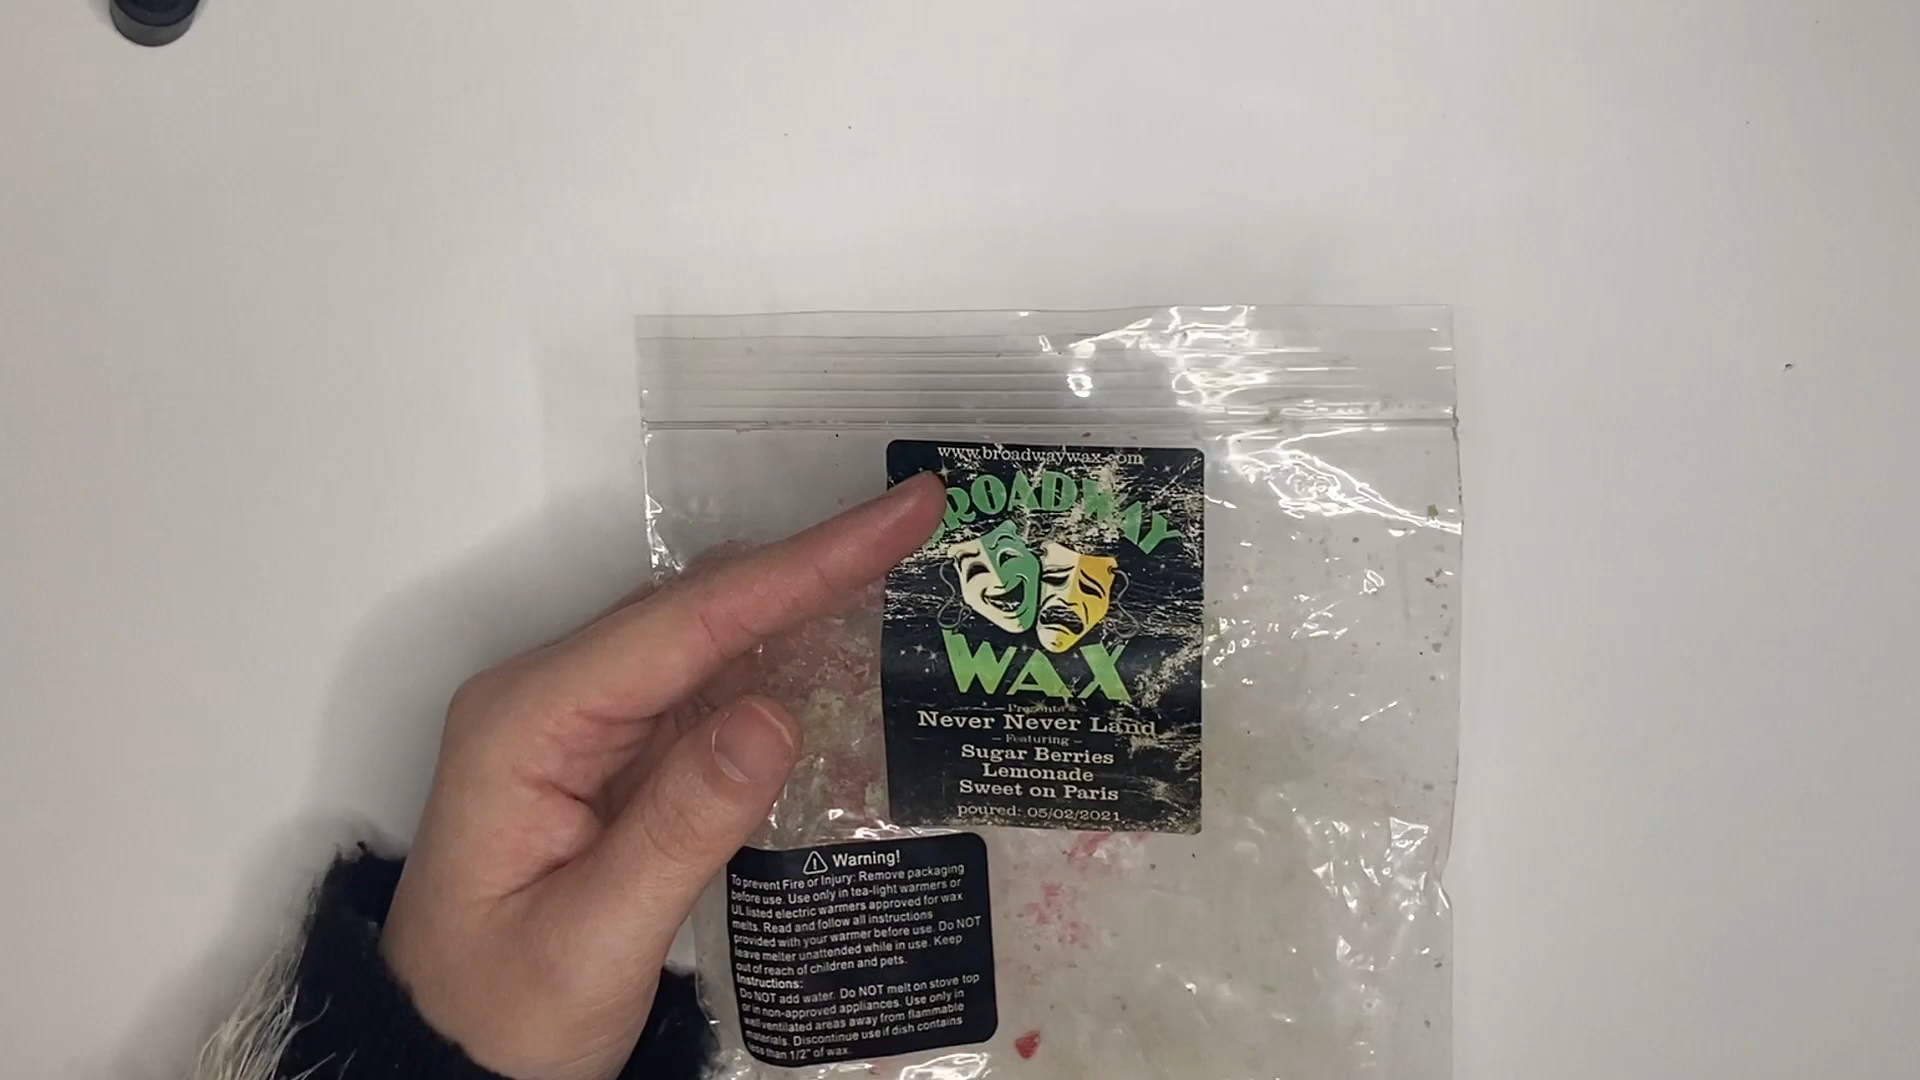 www.broadwaywax.com
BROADWAY
WAX
— Presents —
Never Never Land
— Featuring —
Sugar Berries
Lemonade
Sweet on Paris
poured: 05/02/2021
Warning!
To prevent Fire or Injury: Remove packaging
before use. Use only in tea-light warmers or
UL listed electric warmers approved for wax
melts. Read and follow all instructions
provided with your warmer before use. Do NOT
leave melter unattended while in use. Keep
out of reach of children and pets.
Instructions:
Do NOT add water. Do NOT melt on stove top
or in non-approved appliances. Use only in
well ventilated areas away from flammable
materials. Discontinue use if dish contains
less than 1/2" of wax.